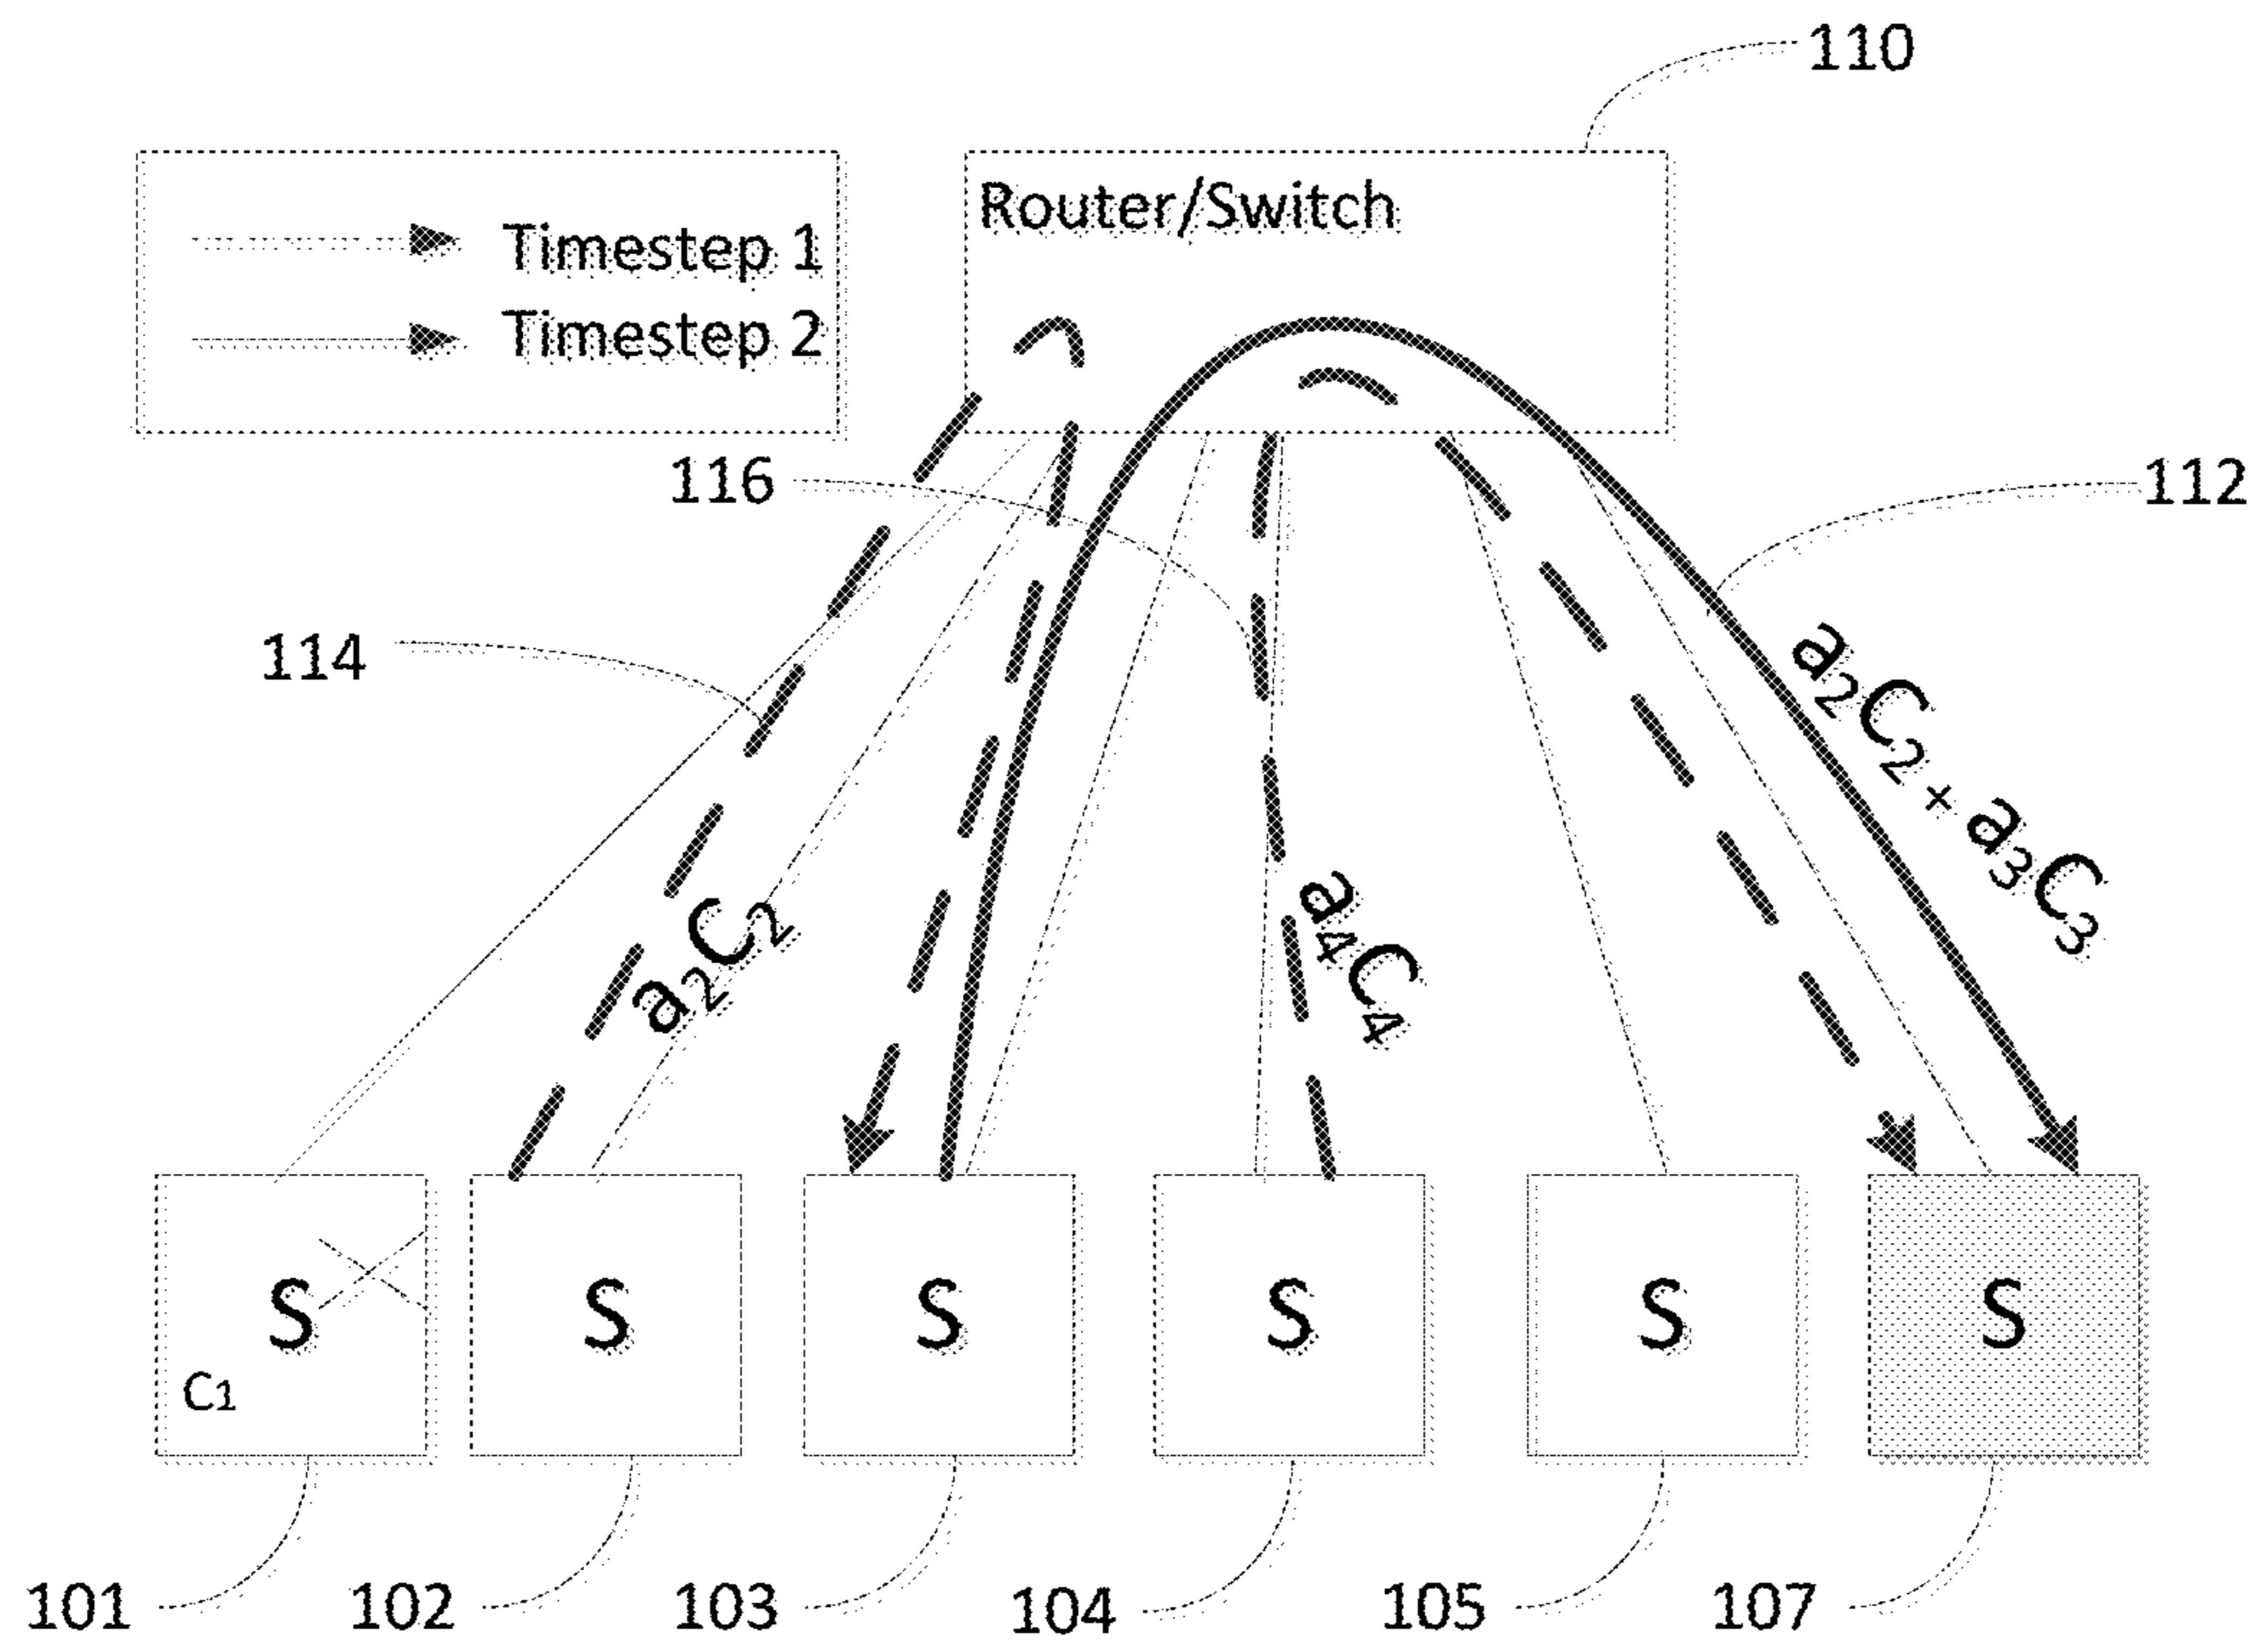 110
Router/Switch
Timestep 1
Timestep 2
116
112
114
a₂C₂ + a₃C₃
a₂C₂
a₄C₄
S
S
S
S
S
S
C1
101
102
103
104
105
107